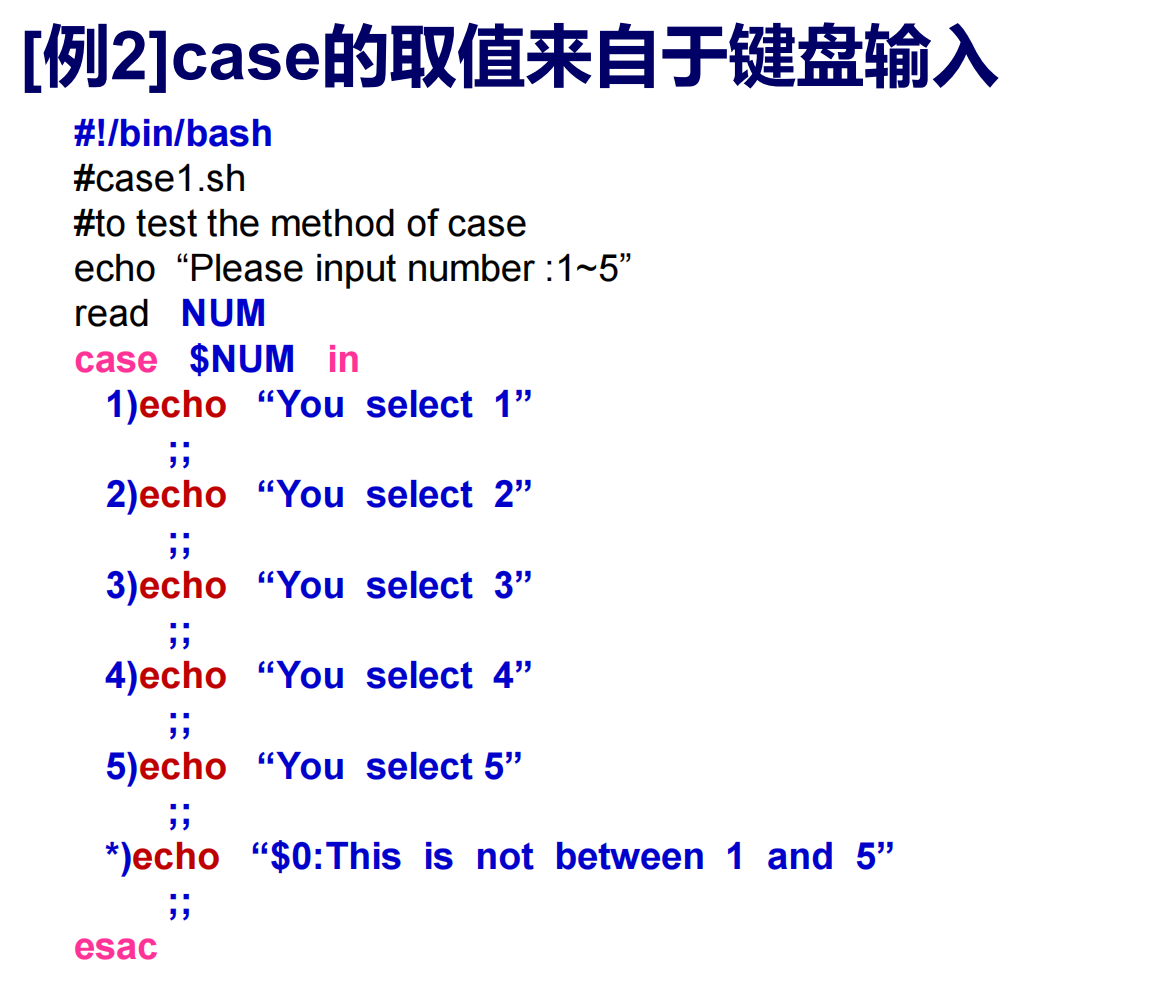 [例2]case的取值来自于键盘输入
#!/bin/bash
#case1.sh
#to test the method of case
echo “Please input number :1~5”
read NUM
case $NUM in
1)echo “You select 1”
;;
2)echo “You select 2”
;;
3)echo “You select 3”
;;
4)echo “You select 4”
;;
5)echo “You select 5”
;;
*)echo “$0:This is not between 1 and 5”
;;
esac